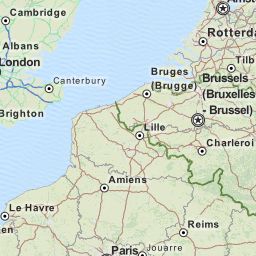 Cambridge
Amst
Rotterda
Albans
London
Tilb
Bruges
(Brugge)
Canterbury
Brussels
(Bruxelles
- Brussel)
Brighton
Lille
Charleroi
Amiens
Le Havre
Reims
Paris
Jouarre